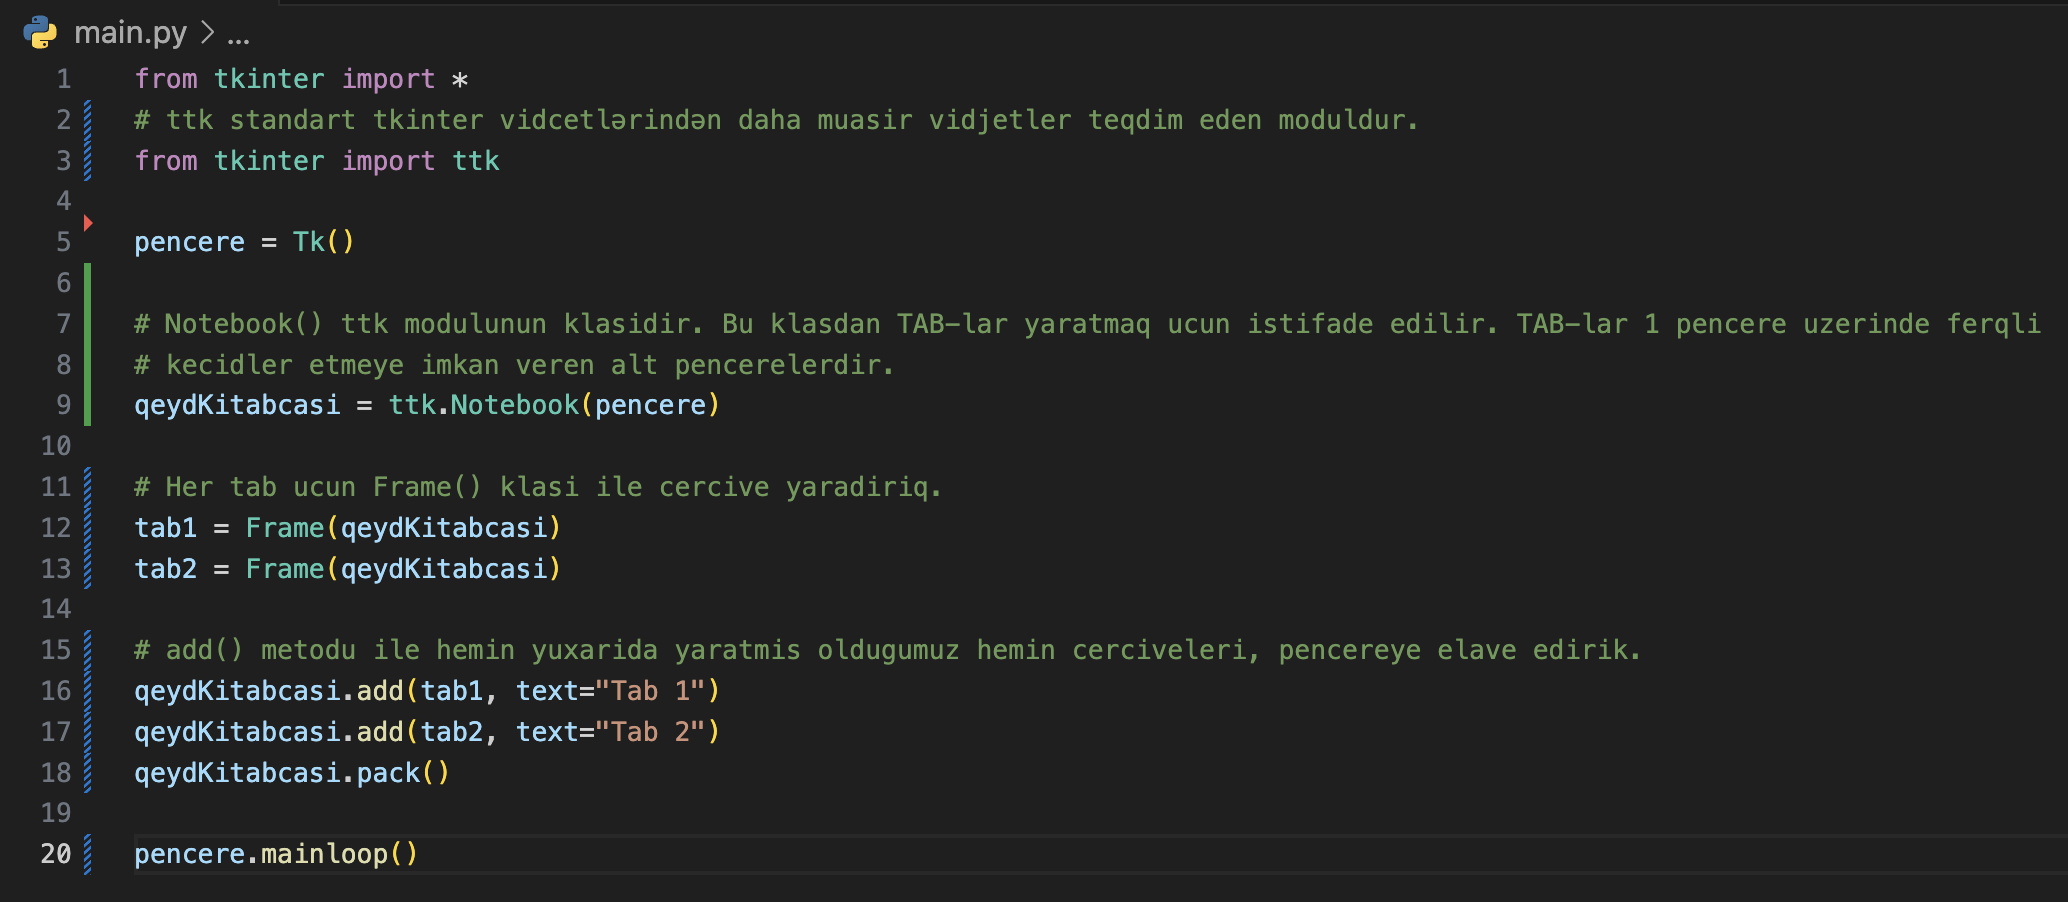 main.py > ...
1 from tkinter import *
2 # ttk standart tkinter vidcetlərindən daha muasir vidjetler teqdim eden moduldur.
3 from tkinter import ttk
4
5 pencere = Tk()
6
7 # Notebook() ttk modulunun klasidir. Bu klasdan TAB-lar yaratmaq ucun istifade edilir. TAB-lar 1 pencere uzerinde ferqli
8 # kecidler etmeye imkan veren alt pencerelerdir.
9 qeydKitabcasi = ttk.Notebook(pencere)
10
11 # Her tab ucun Frame() klasi ile cercive yaradiriq.
12 tab1 = Frame(qeydKitabcasi)
13 tab2 = Frame(qeydKitabcasi)
14
15 # add() metodu ile hemin yuxarida yaratmis oldugumuz hemin cerciveleri, pencereye elave edirik.
16 qeydKitabcasi.add(tab1, text="Tab 1")
17 qeydKitabcasi.add(tab2, text="Tab 2")
18 qeydKitabcasi.pack()
19
20 pencere.mainloop()